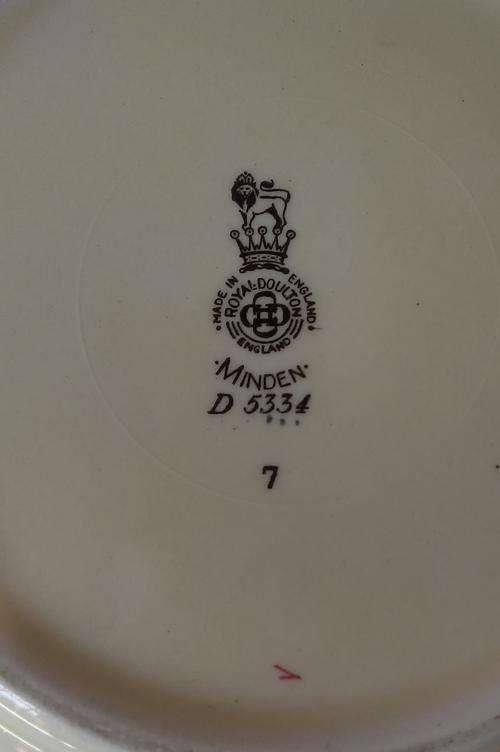 MADE IN ENGLAND
ROYAL DOULTON
ENGLAND
MINDEN
D 5334
7